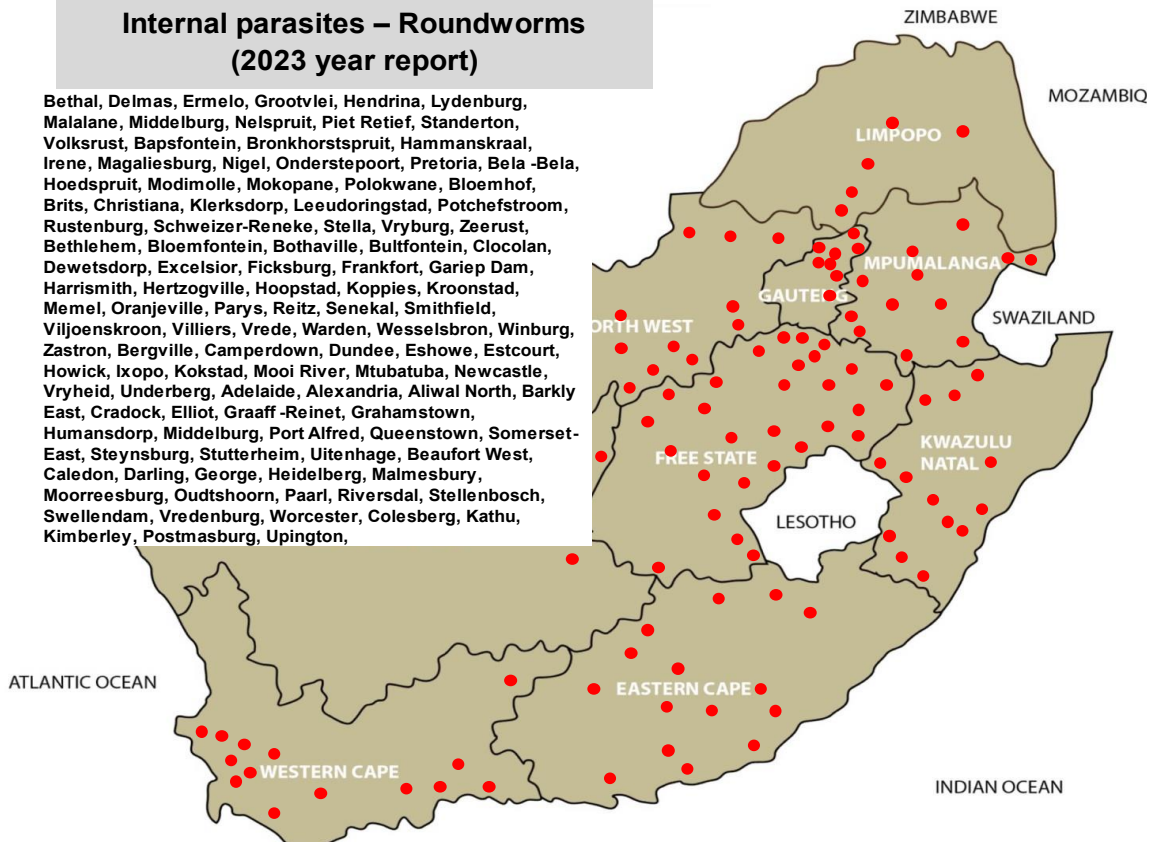 Internal parasites – Roundworms
(2023 year report)
Bethal, Delmas, Ermelo, Grootvlei, Hendrina, Lydenburg,
Malalane, Middelburg, Nelspruit, Piet Retief, Standerton,
Volksrust, Bapsfontein, Bronkhorstspruit, Hammanskraal,
Irene, Magaliesburg, Nigel, Onderstepoort, Pretoria, Bela -Bela,
Hoedspruit, Modimolle, Mokopane, Polokwane, Bloemhof,
Brits, Christiana, Klerksdorp, Leeudoringstad, Potchefstroom,
Rustenburg, Schweizer-Reneke, Stella, Vryburg, Zeerust,
Bethlehem, Bloemfontein, Bothaville, Bultfontein, Clocolan,
Dewetsdorp, Excelsior, Ficksburg, Frankfort, Gariep Dam,
Harrismith, Hertzogville, Hoopstad, Koppies, Kroonstad,
Memel, Oranjeville, Parys, Reitz, Senekal, Smithfield,
Viljoenskroon, Villiers, Vrede, Warden, Wesselsbron, Winburg,
Zastron, Bergville, Camperdown, Dundee, Eshowe, Estcourt,
Howick, Ixopo, Kokstad, Mooi River, Mtubatuba, Newcastle,
Vryheid, Underberg, Adelaide, Alexandria, Aliwal North, Barkly
East, Cradock, Elliot, Graaff -Reinet, Grahamstown,
Humansdorp, Middelburg, Port Alfred, Queenstown, Somerset-
East, Steynsburg, Stutterheim, Uitenhage, Beaufort West,
Caledon, Darling, George, Heidelberg, Malmesbury,
Moorreesburg, Oudtshoorn, Paarl, Riversdal, Stellenbosch,
Swellendam, Vredenburg, Worcester, Colesberg, Kathu,
Kimberley, Postmasburg, Upington,
ZIMBABWE
MOZAMBIQ
LIMPOPO
MPUMALANGA
GAUTENG
SWAZILAND
ORTH WEST
KWAZULU
NATAL
FREE STATE
LESOTHO
ATLANTIC OCEAN
EASTERN CAPE
WESTERN CAPE
INDIAN OCEAN